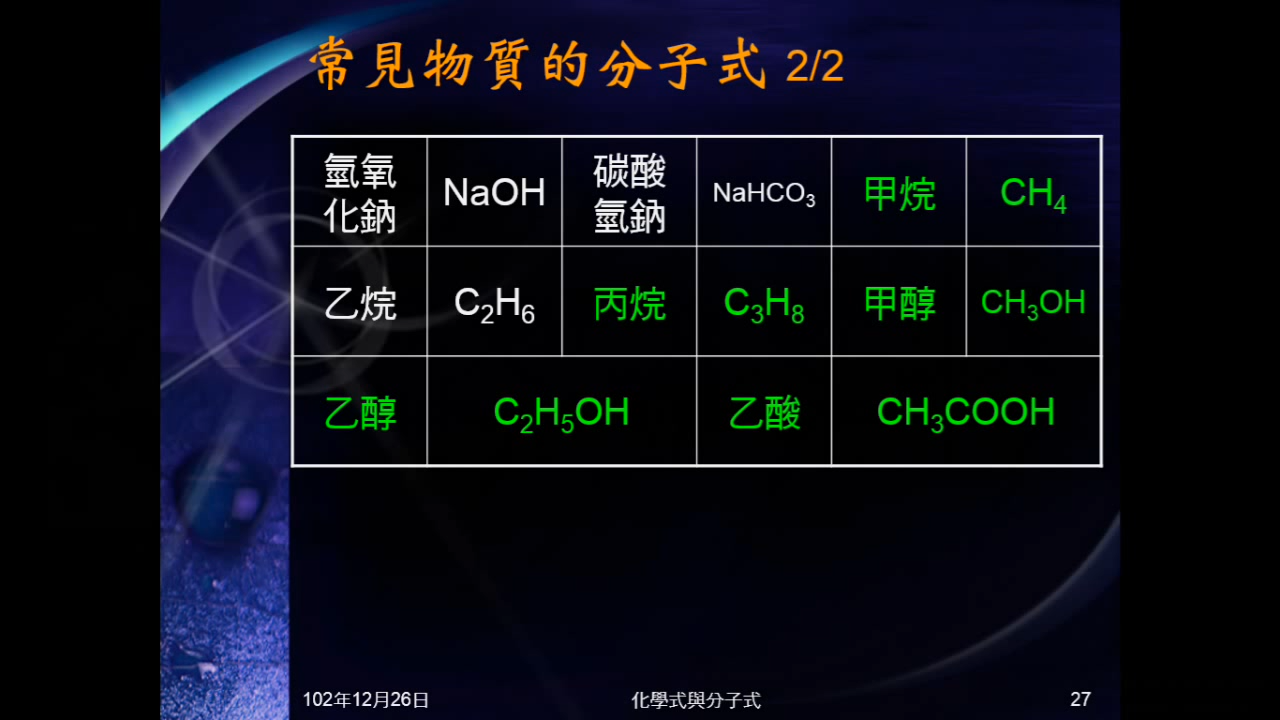 常見物質的分子式 2/2
氫氧化鈉 NaOH 碳酸氫鈉 NaHCO₃ 甲烷 CH₄
乙烷 C₂H₆ 丙烷 C₃H₈ 甲醇 CH₃OH
乙醇 C₂H₅OH 乙酸 CH₃COOH
102年12月26日 化學式與分子式 27